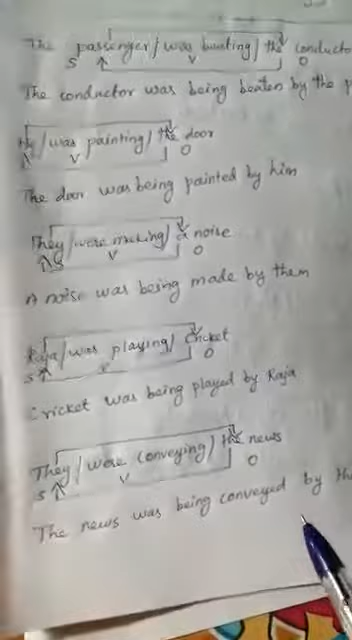 The passenger / was beating / the conducto
S V O
The conductor was being beaten by the p
He / was painting / the door
S V O
The door was being painted by him
They / were making / a noise
S V O
A noise was being made by them
Raja / was playing / Cricket
S V O
Cricket was being played by Raja
They / were conveying / the news
S V O
The news was being conveyed by the